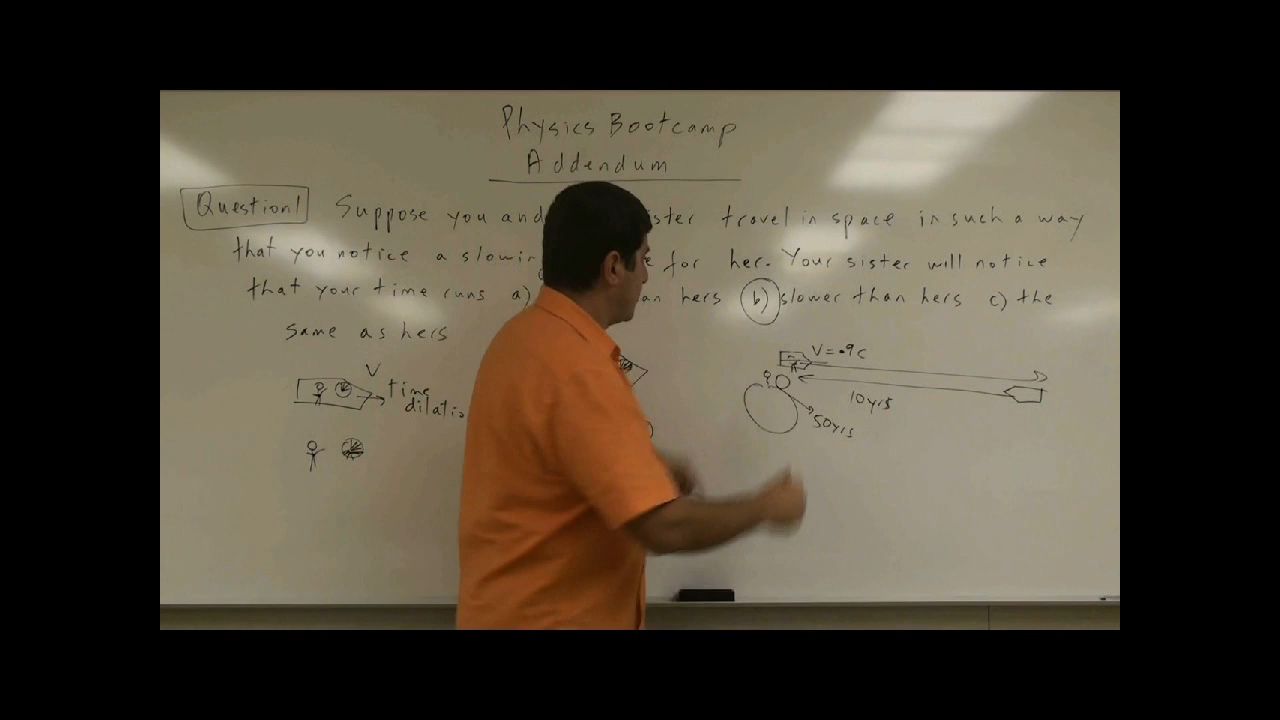 Physics Bootcamp
Addendum
Question 1 Suppose you and ister travel in space in such a way
that you notice a slowin e for her. Your sister will notice
that your time runs a) an hers b) slower than hers c) the
same as hers
V
time
dilatio
V = .9c
10 yrs
50 yrs